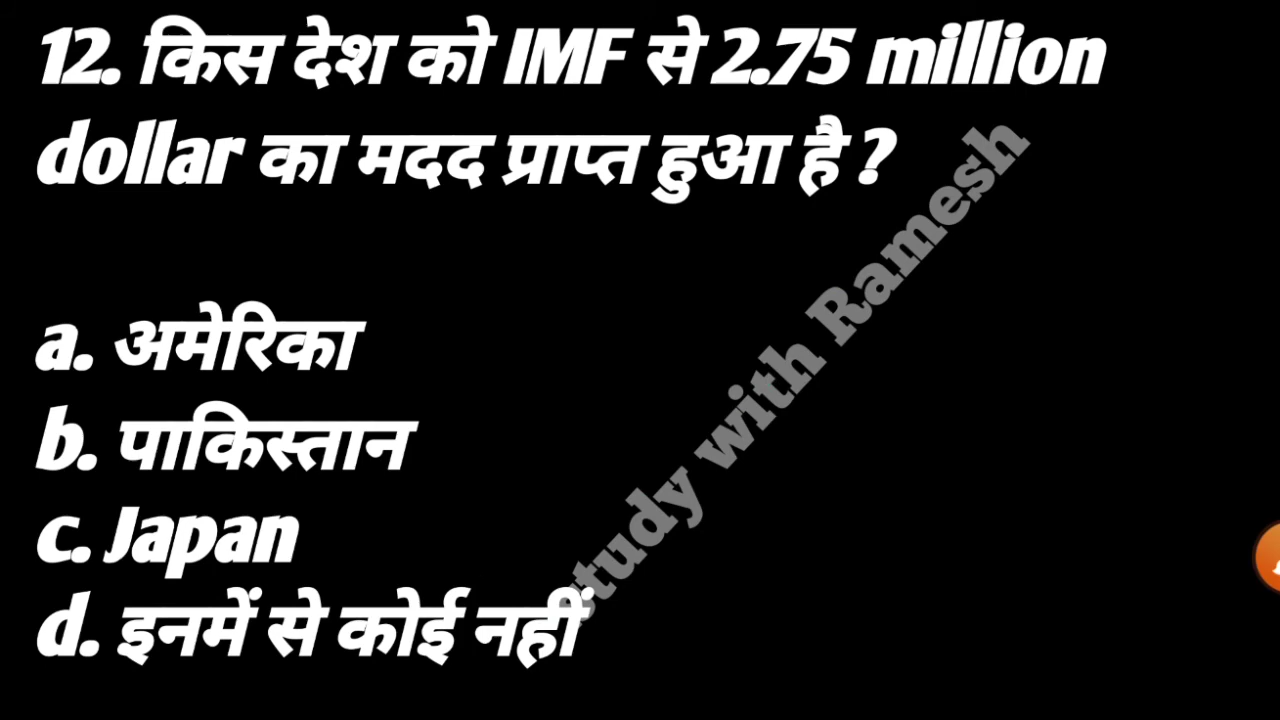 12. किस देश को IMF से 2.75 million
dollar का मदद प्राप्त हुआ है ?
a. अमेरिका
b. पाकिस्तान
c. Japan
d. इनमें से कोई नहीं
study with Ramesh